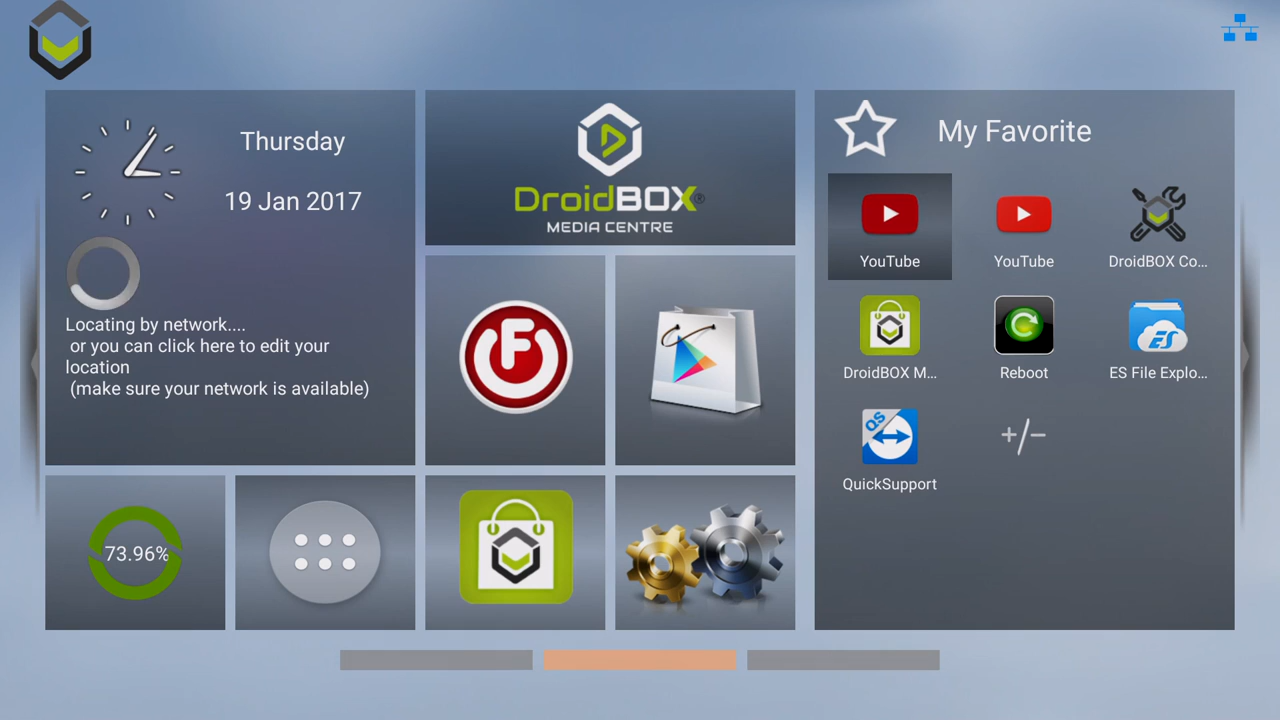 Thursday
19 Jan 2017
Locating by network....
or you can click here to edit your
location
(make sure your network is available)
73.96%
DroidBOX®
MEDIA CENTRE
F
My Favorite
YouTube
YouTube
DroidBOX Co...
DroidBOX M...
Reboot
ES
ES File Explo...
QS
QuickSupport
+/-